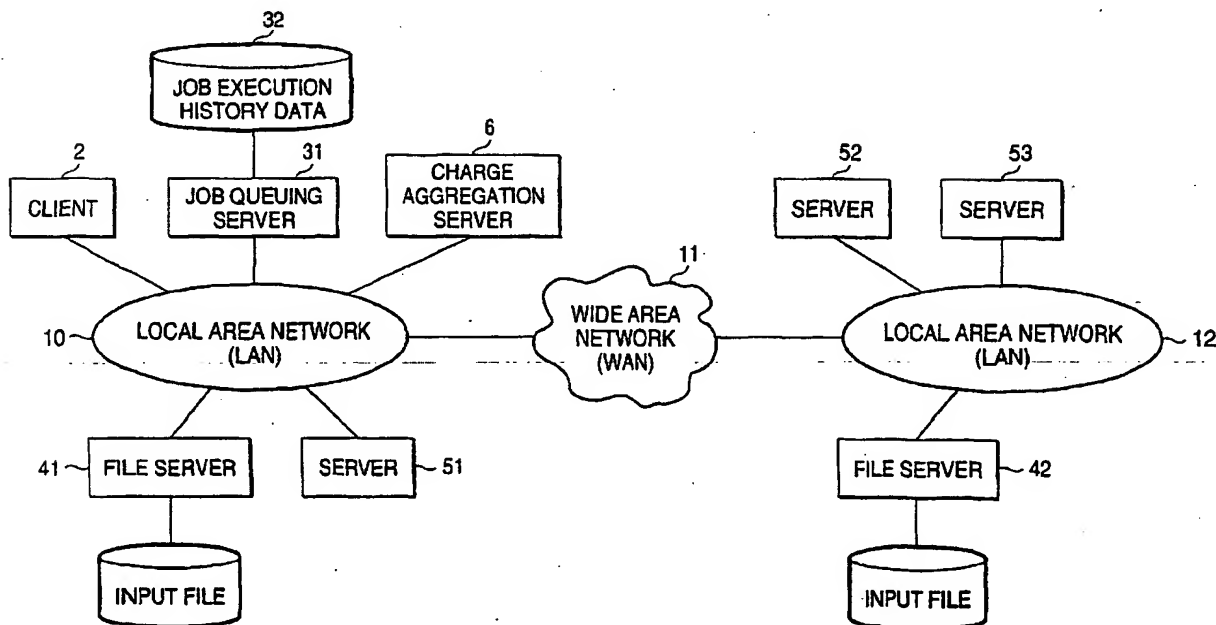 32
JOB EXECUTION
HISTORY DATA
2
CLIENT
31
JOB QUEUING
SERVER
6
CHARGE
AGGREGATION
SERVER
52
SERVER
53
SERVER
10
LOCAL AREA NETWORK
(LAN)
11
WIDE AREA
NETWORK
(WAN)
LOCAL AREA NETWORK
(LAN)
12
41
FILE SERVER
SERVER
51
FILE SERVER
42
INPUT FILE
INPUT FILE